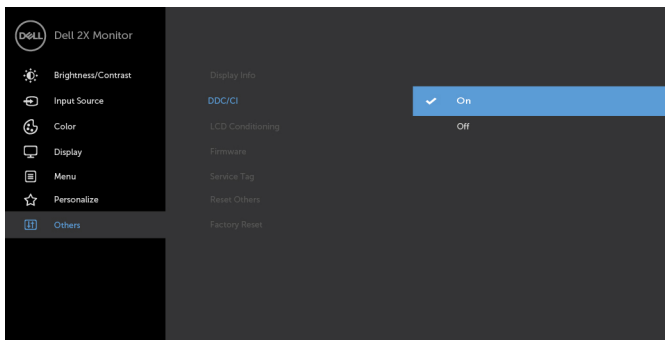 DELL Dell 2X Monitor
Brightness/Contrast
Display Info
Input Source
DDC/CI
On
Color
LCD Conditioning
Off
Display
Firmware
Menu
Service Tag
Personalize
Reset Others
Others
Factory Reset